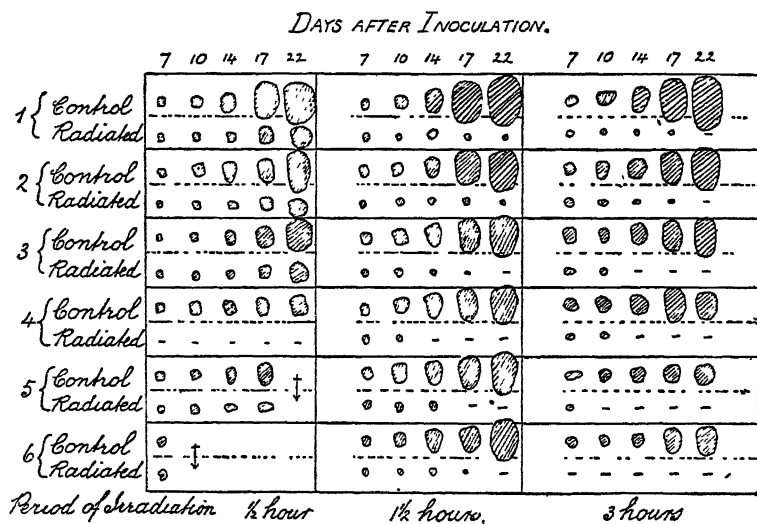 DAYS AFTER INOCULATION.
7 10 14 17 22 7 10 14 17 22 7 10 14 17 22
1 { Control
Radiated
2 { Control
Radiated
3 { Control
Radiated
4 { Control
Radiated
5 { Control
Radiated
6 { Control
Radiated
Period of Irradiation ½ hour 1½ hours. 3 hours